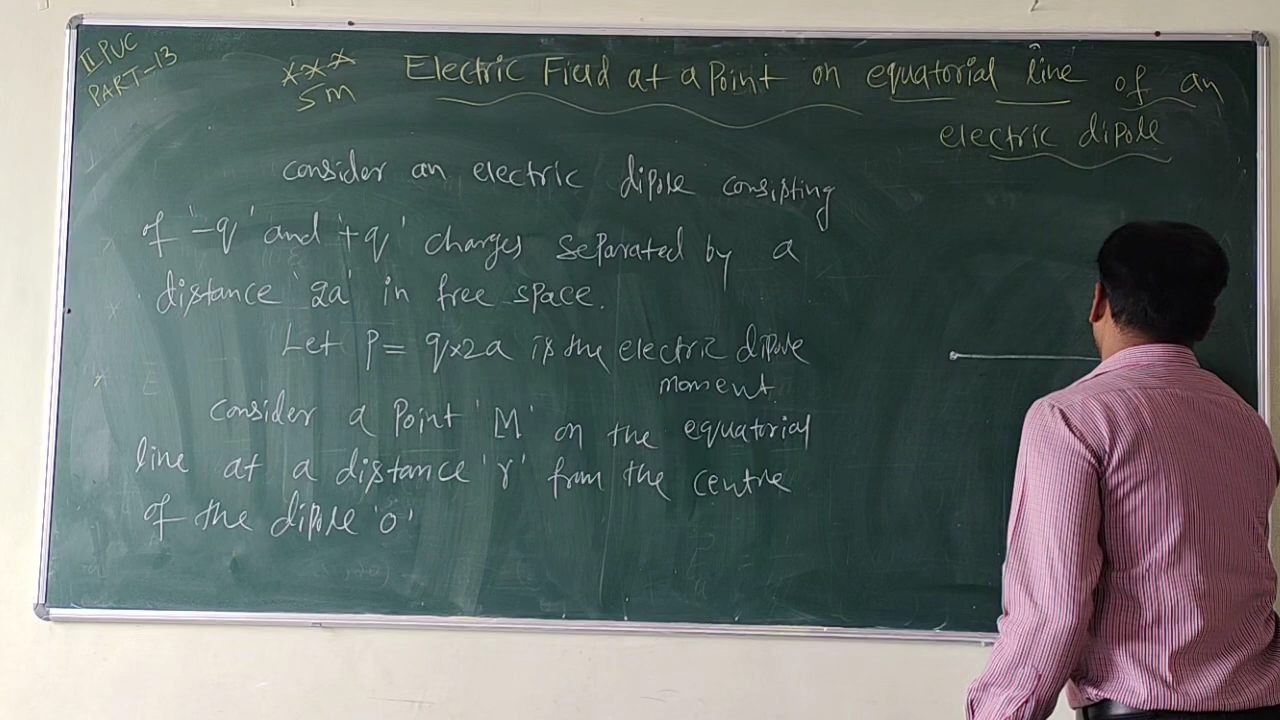 II PUC
PART-13
***
5m
Electric Field at a Point on equatorial line of an
electric dipole
consider an electric dipole consisting
of '-q' and '+q' charges separated by a
distance '2a' in free space.
Let P = q×2a is the electric dipole
moment.
consider a Point 'M' on the equatorial
line at a distance 'r' from the centre
of the dipole 'o'